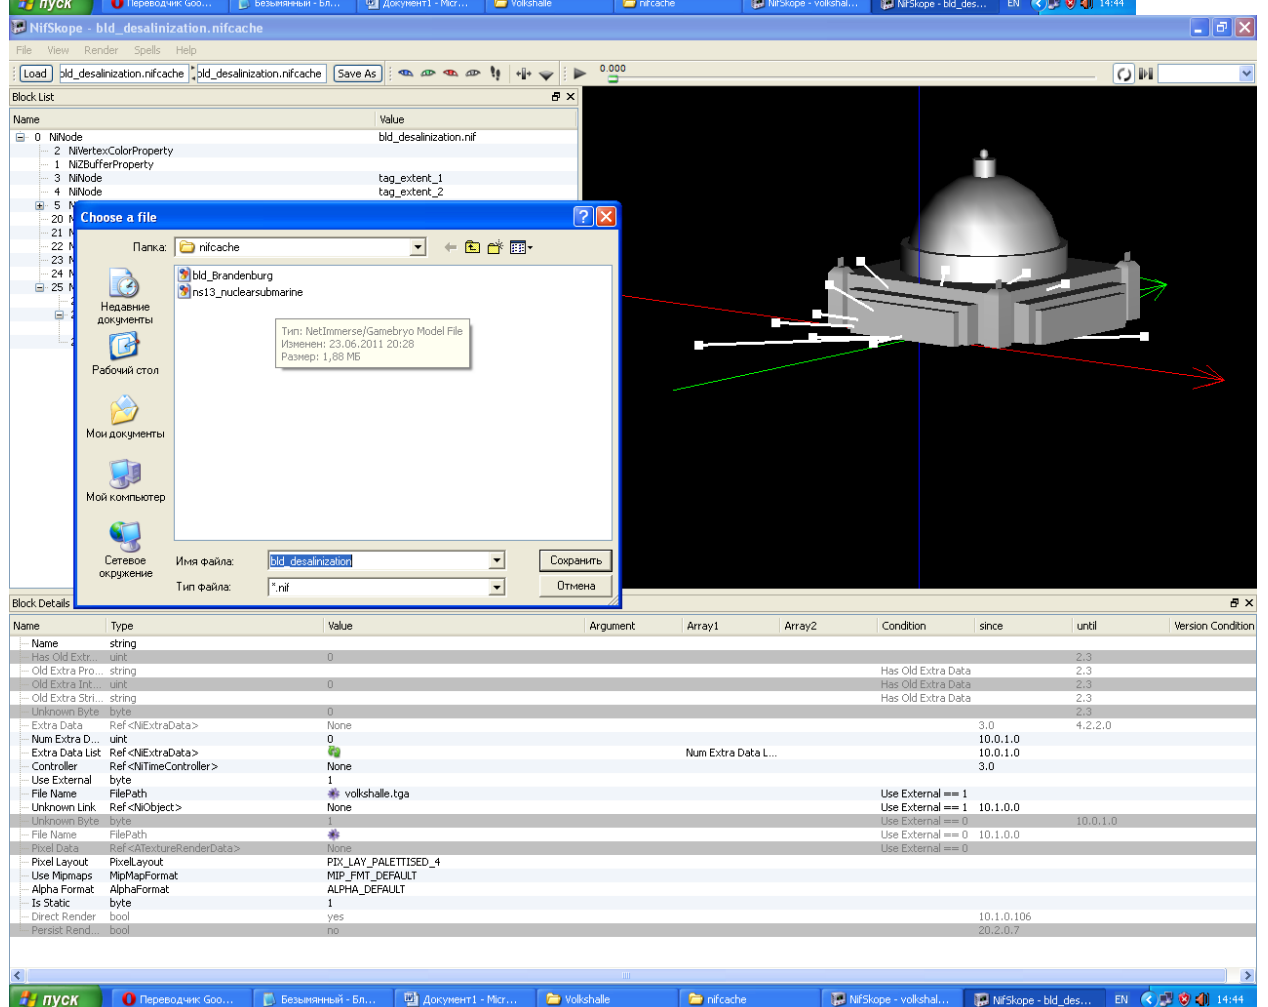 пуск Переводчик Goo... Безымянный - Бл... Документ1 - Micr... Volkshalle nifcache NifSkope - volkshal... NifSkope - bld_des... EN 14:44
NifSkope - bld_desalinization.nifcache
File View Render Spells Help
Load bld_desalinization.nifcache bld_desalinization.nifcache Save As 0.000
Block List
Name Value
0 NiNode bld_desalinization.nif
2 NiVertexColorProperty
1 NiZBufferProperty
3 NiNode tag_extent_1
4 NiNode tag_extent_2
5 N
20 N
21 N
22 N
23 N
24 N
25 N
2
2
2
Choose a file
Папка: nifcache
bld_Brandenburg
ns13_nuclearsubmarine
Тип: NetImmerse/Gamebryo Model File
Изменен: 23.06.2011 20:28
Размер: 1,88 МБ
Недавние документы
Рабочий стол
Мои документы
Мой компьютер
Сетевое окружение
Имя файла: bld_desalinization Сохранить
Тип файла: *.nif Отмена
Block Details
Name Type Value Argument Array1 Array2 Condition since until Version Condition
Name string
Has Old Extr... uint 0 2.3
Old Extra Pro... string Has Old Extra Data 2.3
Old Extra Int... uint 0 Has Old Extra Data 2.3
Old Extra Stri... string Has Old Extra Data 2.3
Unknown Byte byte 0 2.3
Extra Data Ref<NiExtraData> None 3.0 4.2.2.0
Num Extra D... uint 0 10.0.1.0
Extra Data List Ref<NiExtraData> Num Extra Data L... 10.0.1.0
Controller Ref<NiTimeController> None 3.0
Use External byte 1
File Name FilePath volkshalle.tga Use External == 1
Unknown Link Ref<NiObject> None Use External == 1 10.1.0.0
Unknown Byte byte 1 Use External == 0 10.0.1.0
File Name FilePath Use External == 0 10.1.0.0
Pixel Data Ref<ATextureRenderData> None Use External == 0
Pixel Layout PixelLayout PIX_LAY_PALETTISED_4
Use Mipmaps MipMapFormat MIP_FMT_DEFAULT
Alpha Format AlphaFormat ALPHA_DEFAULT
Is Static byte 1
Direct Render bool yes 10.1.0.106
Persist Rend... bool no 20.2.0.7
пуск Переводчик Goo... Безымянный - Бл... Документ1 - Micr... Volkshalle nifcache NifSkope - volkshal... NifSkope - bld_des... EN 14:44